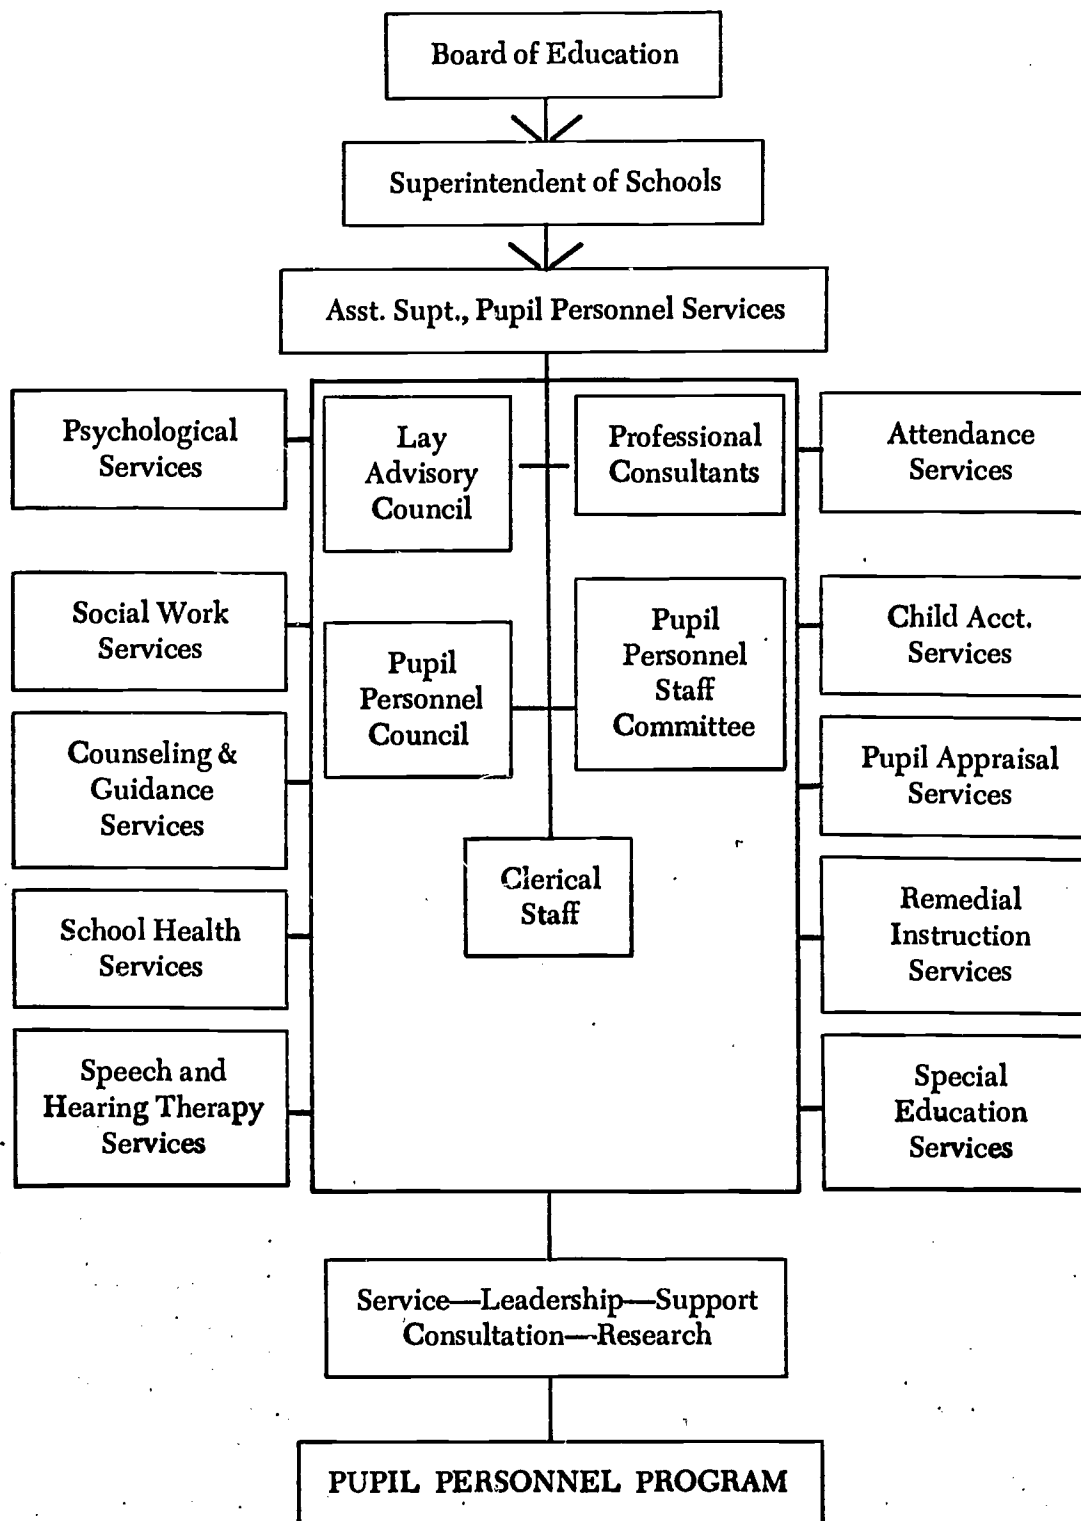 Board of Education
Superintendent of Schools
Asst. Supt., Pupil Personnel Services
Psychological
Services
Lay
Advisory
Council
Professional
Consultants
Attendance
Services
Social Work
Services
Pupil
Personnel
Council
Pupil
Personnel
Staff
Committee
Child Acct.
Services
Counseling &
Guidance
Services
Pupil Appraisal
Services
Clerical
Staff
School Health
Services
Remedial
Instruction
Services
Speech and
Hearing Therapy
Services
Special
Education
Services
Service—Leadership—Support
Consultation—Research
PUPIL PERSONNEL PROGRAM